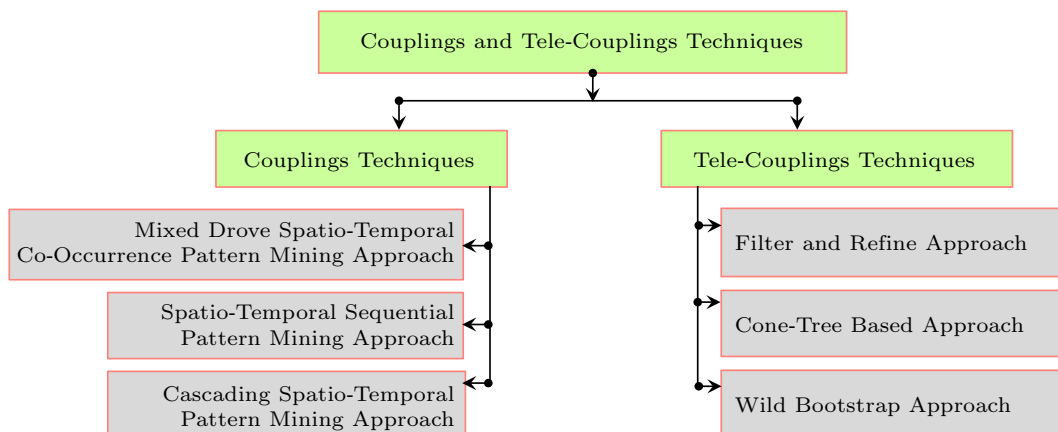 Couplings and Tele-Couplings Techniques
Couplings Techniques
Tele-Couplings Techniques
Mixed Drove Spatio-Temporal
Co-Occurrence Pattern Mining Approach
Spatio-Temporal Sequential
Pattern Mining Approach
Cascading Spatio-Temporal
Pattern Mining Approach
Filter and Refine Approach
Cone-Tree Based Approach
Wild Bootstrap Approach